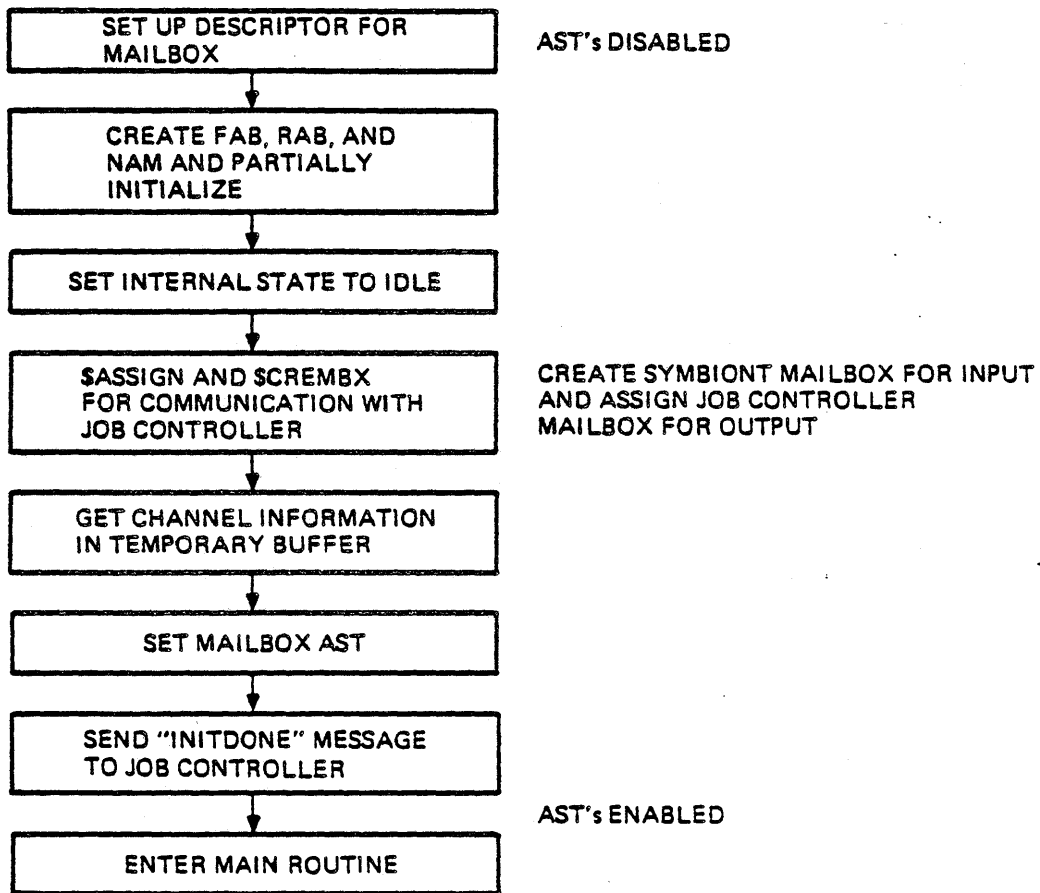 SET UP DESCRIPTOR FOR
MAILBOX
AST's DISABLED
CREATE FAB, RAB, AND
NAM AND PARTIALLY
INITIALIZE
SET INTERNAL STATE TO IDLE
$ASSIGN AND $CREMBX
FOR COMMUNICATION WITH
JOB CONTROLLER
CREATE SYMBIONT MAILBOX FOR INPUT
AND ASSIGN JOB CONTROLLER
MAILBOX FOR OUTPUT
GET CHANNEL INFORMATION
IN TEMPORARY BUFFER
SET MAILBOX AST
SEND "INITDONE" MESSAGE
TO JOB CONTROLLER
AST's ENABLED
ENTER MAIN ROUTINE